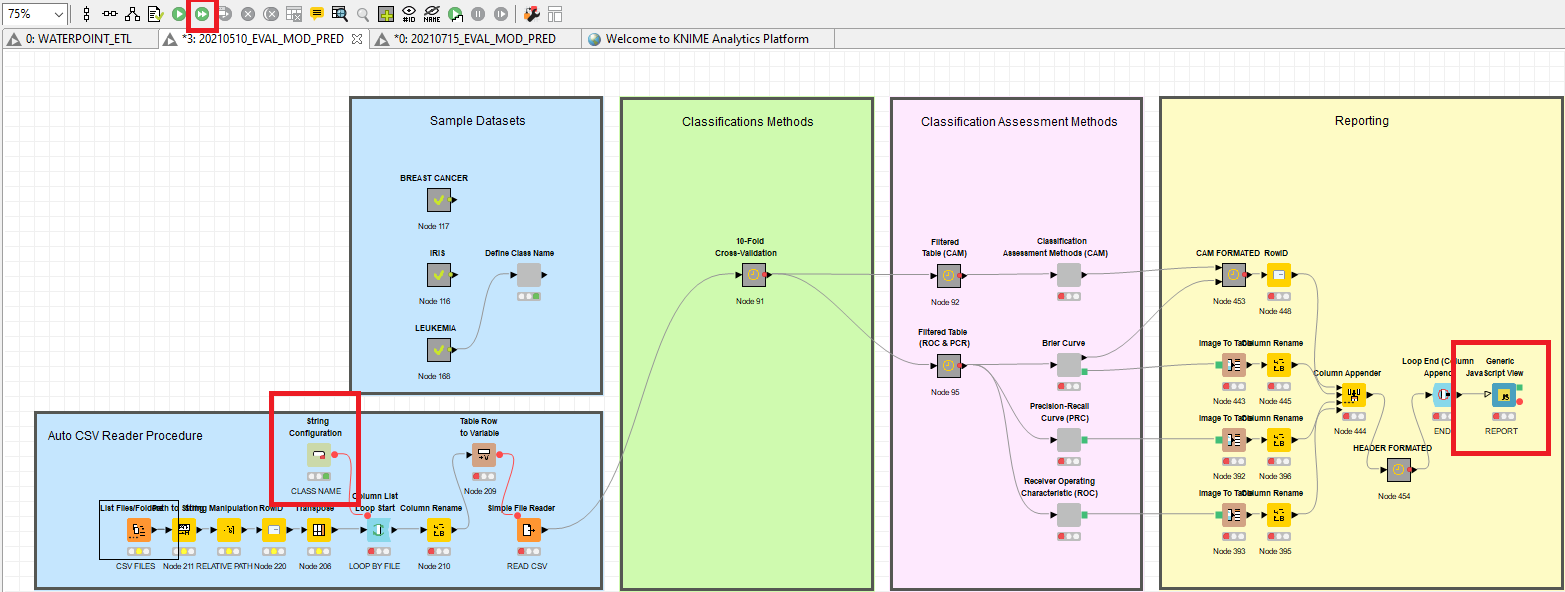 75%
#ID
NAME
0: WATERPOINT_ETL
*3: 20210510_EVAL_MOD_PRED
*0: 20210715_EVAL_MOD_PRED
Welcome to KNIME Analytics Platform
Sample Datasets
BREAST CANCER
Node 117
IRIS
Node 116
Define Class Name
LEUKEMIA
Node 168
Auto CSV Reader Procedure
String
Configuration
CLASS NAME
Table Row
to Variable
Node 209
List Files/Folders
CSV FILES
Path to String
Node 211
String Manipulation
RELATIVE PATH
RowID
Node 220
Transpose
Node 206
Column List
Loop Start
LOOP BY FILE
Column Rename
Node 210
Simple File Reader
READ CSV
Classifications Methods
10-Fold
Cross-Validation
Node 91
Classification Assessment Methods
Filtered
Table (CAM)
Node 92
Classification
Assessment Methods (CAM)
Filtered Table
(ROC & PCR)
Node 95
Brier Curve
Precision-Recall
Curve (PRC)
Receiver Operating
Characteristic (ROC)
Reporting
CAM FORMATED
Node 453
RowID
Node 448
Image To Table
Node 443
Column Rename
Node 445
Image To Table
Node 392
Column Rename
Node 396
Image To Table
Node 393
Column Rename
Node 395
Column Appender
Node 444
HEADER FORMATED
Node 454
Loop End (Column
Append)
END
Generic
JavaScript View
JS
REPORT